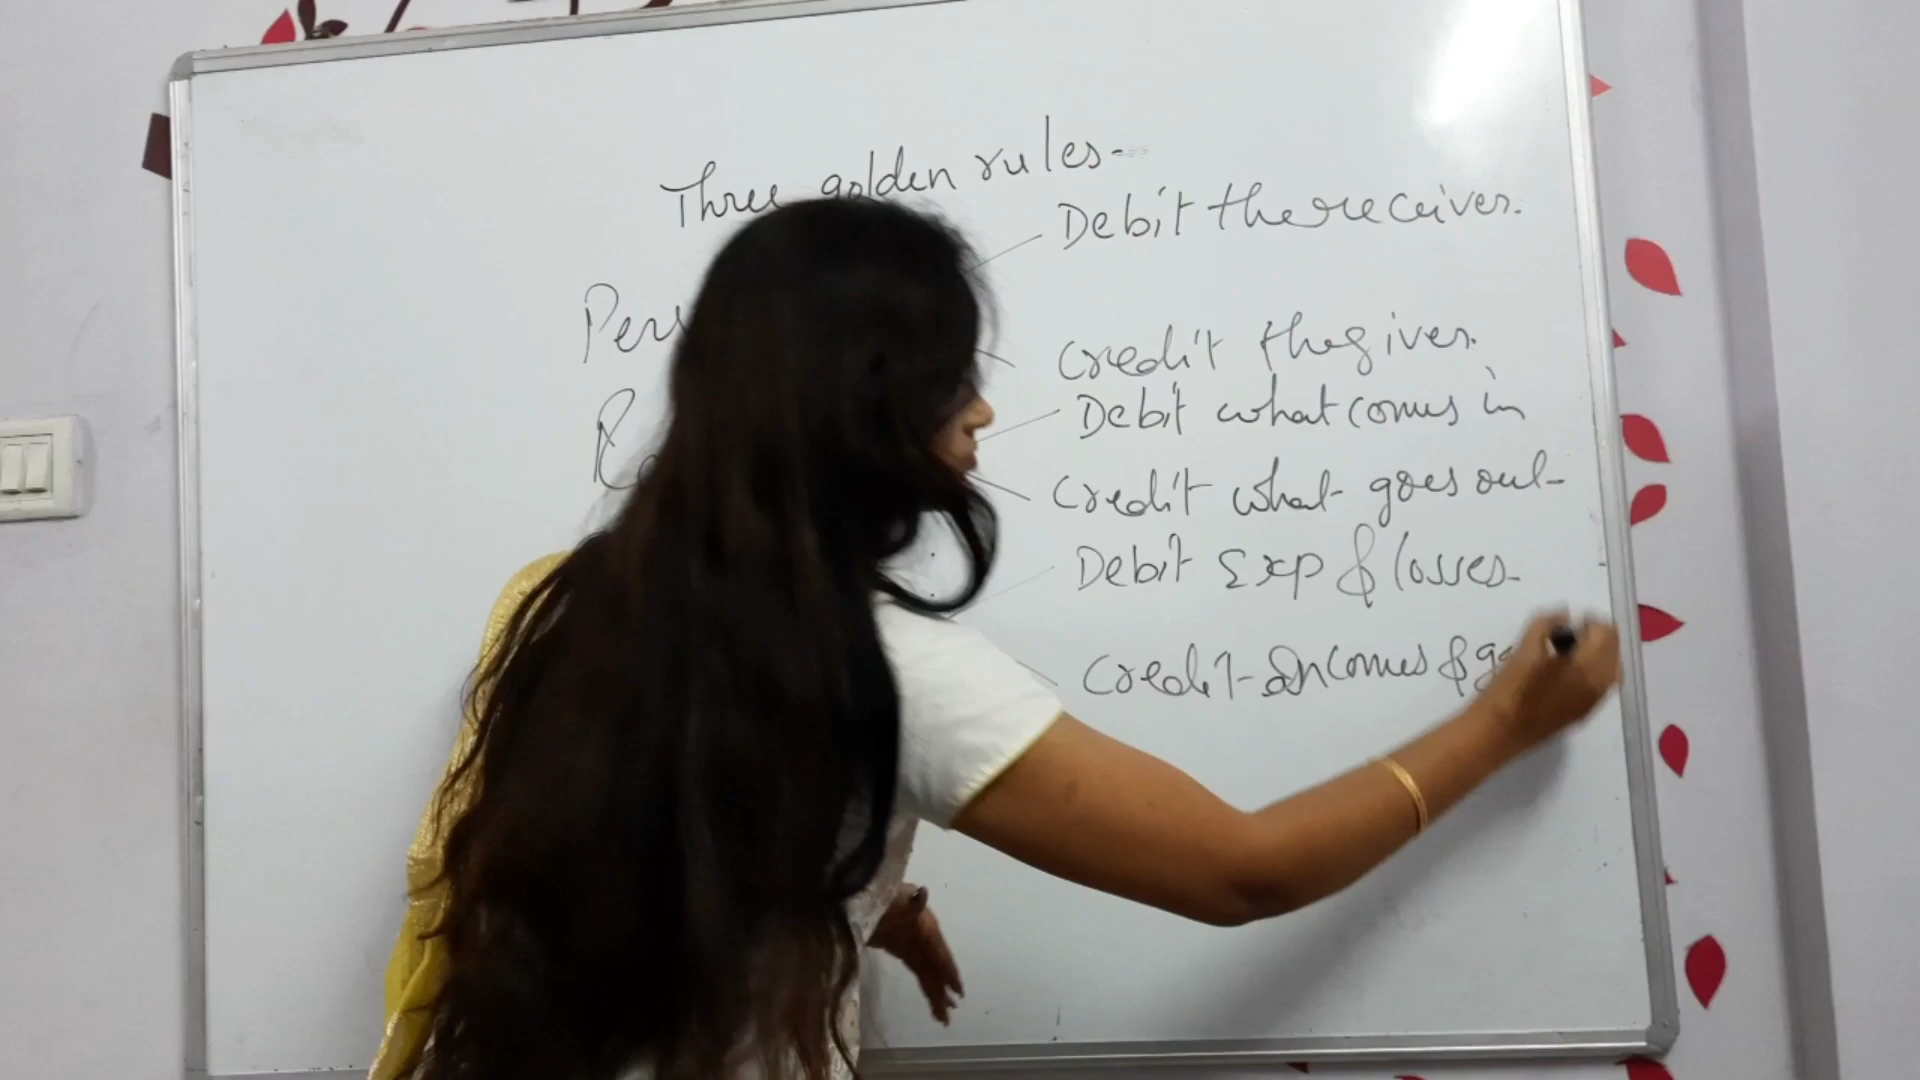 Three golden rules-
Debit the receiver.
Credit the giver.
Debit what comes in
Credit what goes out-
Debit Exp & losses-
Credit- Incomes &